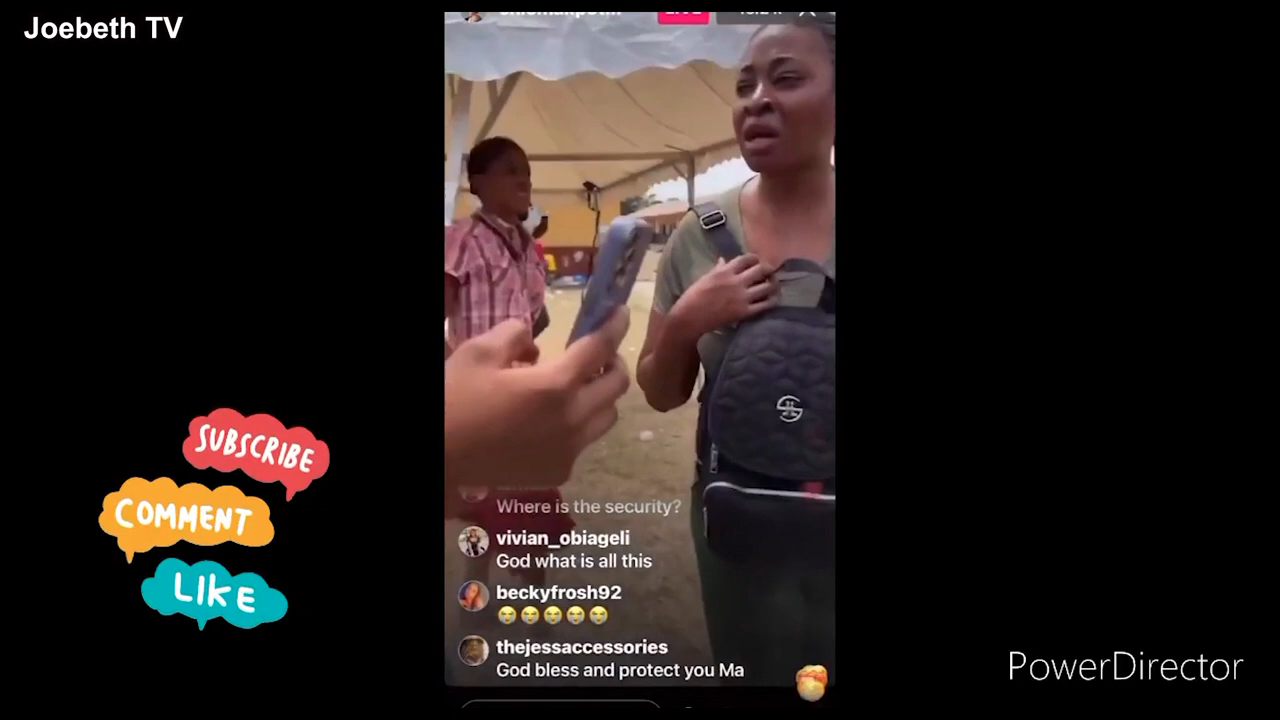 Joebeth TV
SUBSCRIBE
COMMENT
LIKE
Where is the security?
vivian_obiageli
God what is all this
beckyfrosh92
😭😭😭😭😭
thejessaccessories
God bless and protect you Ma
PowerDirector